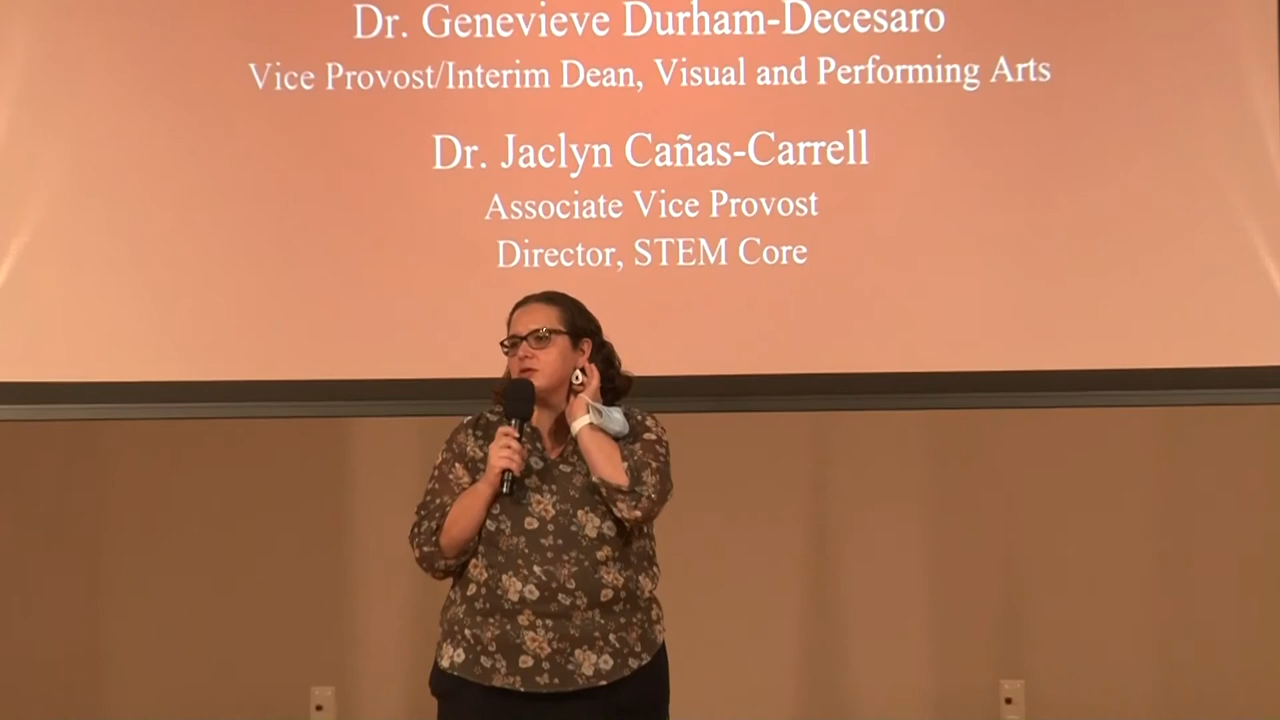 Dr. Genevieve Durham-Decesaro
Vice Provost/Interim Dean, Visual and Performing Arts
Dr. Jaclyn Cañas-Carrell
Associate Vice Provost
Director, STEM Core